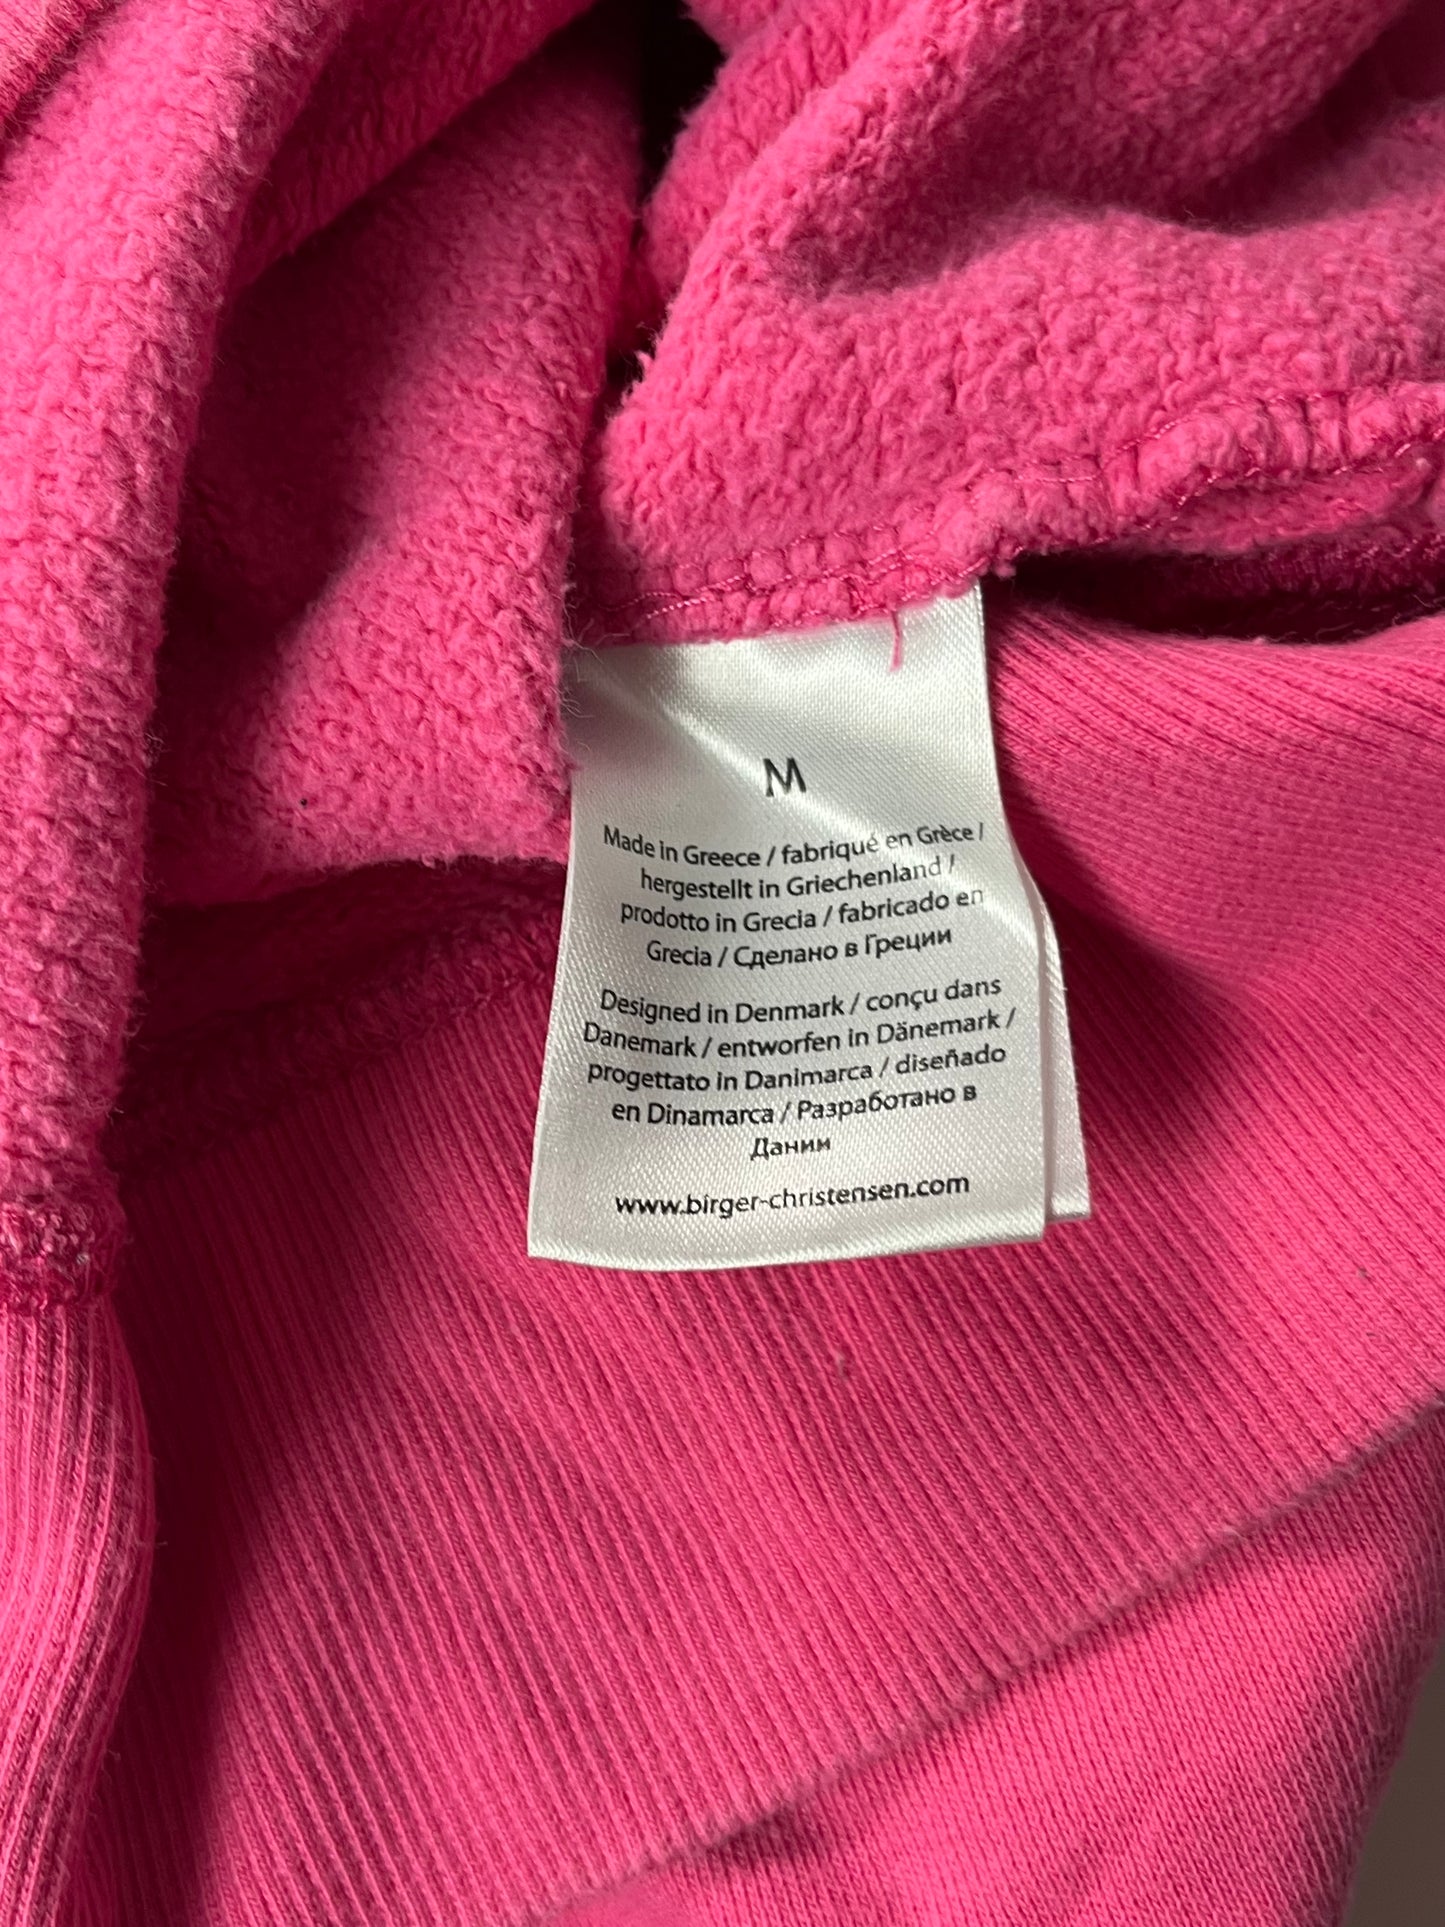 M
Made in Greece / fabriqué en Grèce /
hergestellt in Griechenland /
prodotto in Grecia / fabricado en
Grecia / Сделано в Греции
Designed in Denmark / conçu dans
Danemark / entworfen in Dänemark /
progettato in Danimarca / diseñado
en Dinamarca / Разработано в
Дании
www.birger-christensen.com